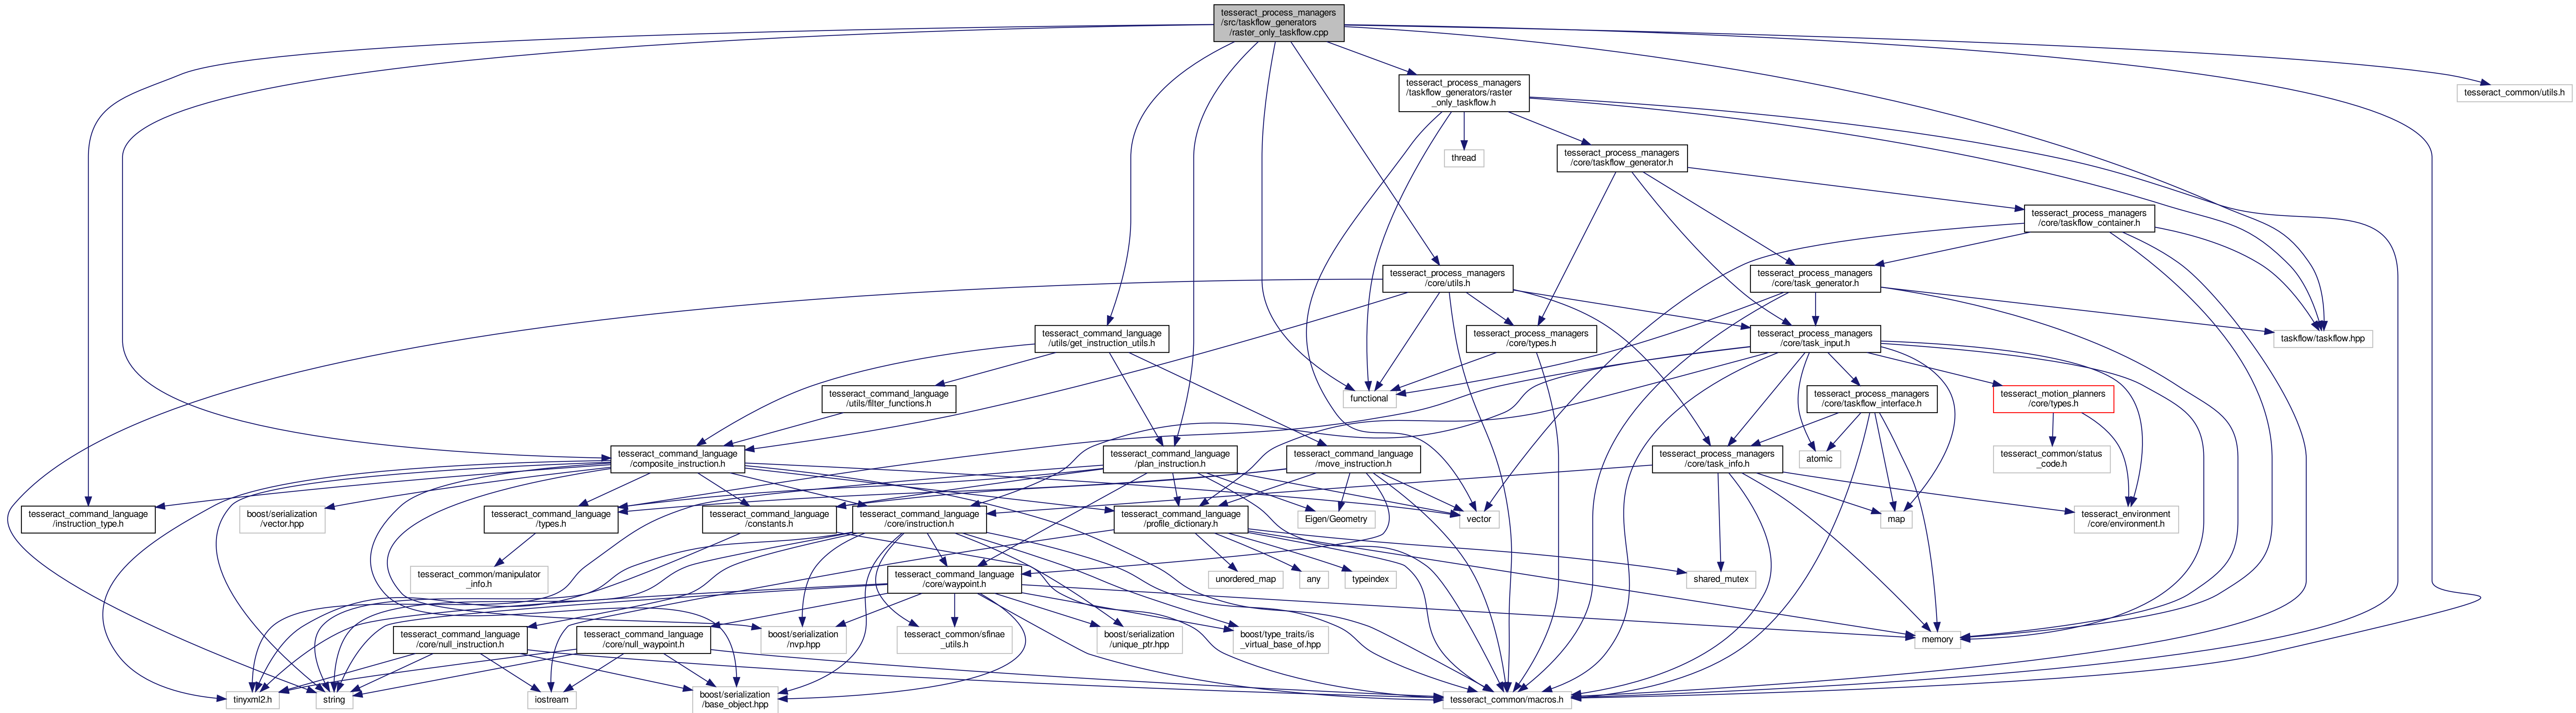 tesseract_process_managers
/src/taskflow_generators
/raster_only_taskflow.cpp
tesseract_process_managers
/taskflow_generators/raster
_only_taskflow.h
tesseract_common/utils.h
thread
tesseract_process_managers
/core/taskflow_generator.h
tesseract_process_managers
/core/taskflow_container.h
tesseract_process_managers
/core/utils.h
tesseract_process_managers
/core/task_generator.h
tesseract_command_language
/utils/get_instruction_utils.h
tesseract_process_managers
/core/types.h
tesseract_process_managers
/core/task_input.h
taskflow/taskflow.hpp
tesseract_command_language
/utils/filter_functions.h
functional
tesseract_process_managers
/core/taskflow_interface.h
tesseract_motion_planners
/core/types.h
tesseract_command_language
/composite_instruction.h
tesseract_command_language
/plan_instruction.h
tesseract_command_language
/move_instruction.h
tesseract_process_managers
/core/task_info.h
atomic
tesseract_common/status
_code.h
tesseract_command_language
/instruction_type.h
boost/serialization
/vector.hpp
tesseract_command_language
/types.h
tesseract_command_language
/constants.h
tesseract_command_language
/core/instruction.h
tesseract_command_language
/profile_dictionary.h
Eigen/Geometry
vector
map
tesseract_environment
/core/environment.h
tesseract_common/manipulator
_info.h
tesseract_command_language
/core/waypoint.h
unordered_map
any
typeindex
shared_mutex
tesseract_command_language
/core/null_instruction.h
tesseract_command_language
/core/null_waypoint.h
boost/serialization
/nvp.hpp
tesseract_common/sfinae
_utils.h
boost/serialization
/unique_ptr.hpp
boost/type_traits/is
_virtual_base_of.hpp
memory
tinyxml2.h
string
iostream
boost/serialization
/base_object.hpp
tesseract_common/macros.h